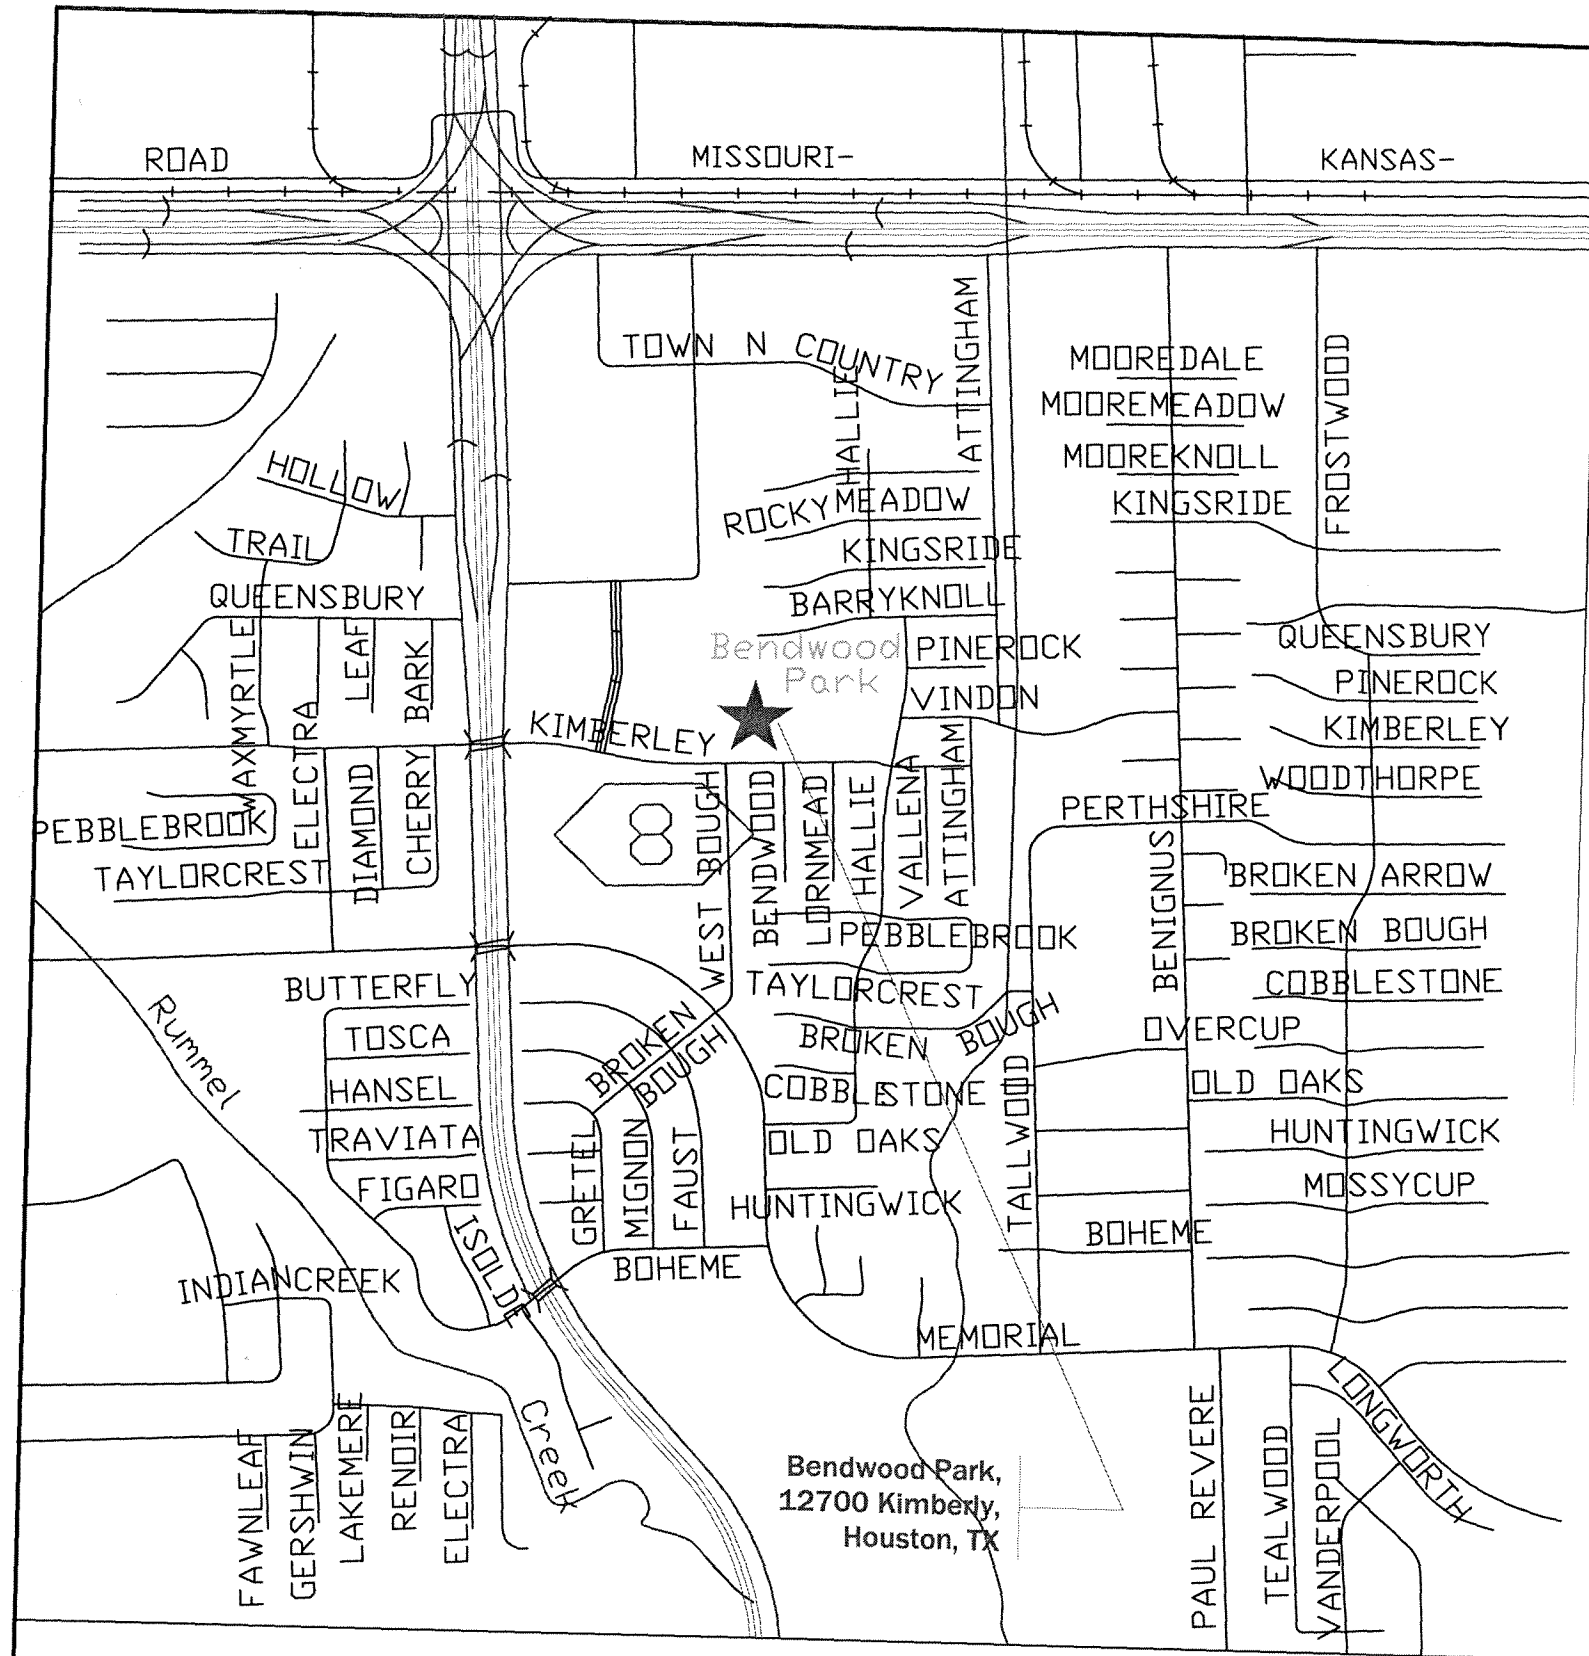 ROAD
MISSOURI-
KANSAS-
TOWN N COUNTRY
HALLIE
ATTINGHAM
MOOREDALE
MOOREMEADOW
MOOREKNOLL
KINGSRIDE
FROSTWOOD
HOLLOW
TRAIL
ROCKY MEADOW
KINGSRIDE
BARRYKNOLL
QUEENSBURY
WAXMYRTLE
ELECTRA
LEAF
BARK
Bendwood
Park
PINEROCK
VINDON
QUEENSBURY
PINEROCK
KIMBERLEY
WOODTHORPE
KIMBERLEY
DIAMOND
CHERRY
PEBBLEBROOK
TAYLORCREST
8
WEST BOUGH
BENDWOOD
LORNMEAD
HALLIE
VALLENA
ATTINGHAM
PERTHSHIRE
BENIGNUS
BROKEN ARROW
BROKEN BOUGH
COBBLESTONE
PEBBLEBROOK
TAYLORCREST
BROKEN BOUGH
COBBLESTONE
OLD OAKS
HUNTINGWICK
BUTTERFLY
TOSCA
HANSEL
TRAVIATA
FIGARO
ISOLDE
Rummel
BROKEN
BOUGH
GRETEL
MIGNON
FAUST
BOHEME
TALLWOOD
OVERCUP
OLD OAKS
HUNTINGWICK
MOSSYCUP
BOHEME
INDIANCREEK
MEMORIAL
LONGWORTH
Creek
FAWNLEAF
GERSHWIN
LAKEMERE
RENOIR
ELECTRA
Bendwood Park,
12700 Kimberly,
Houston, TX
PAUL REVERE
TEALWOOD
VANDERPOOL